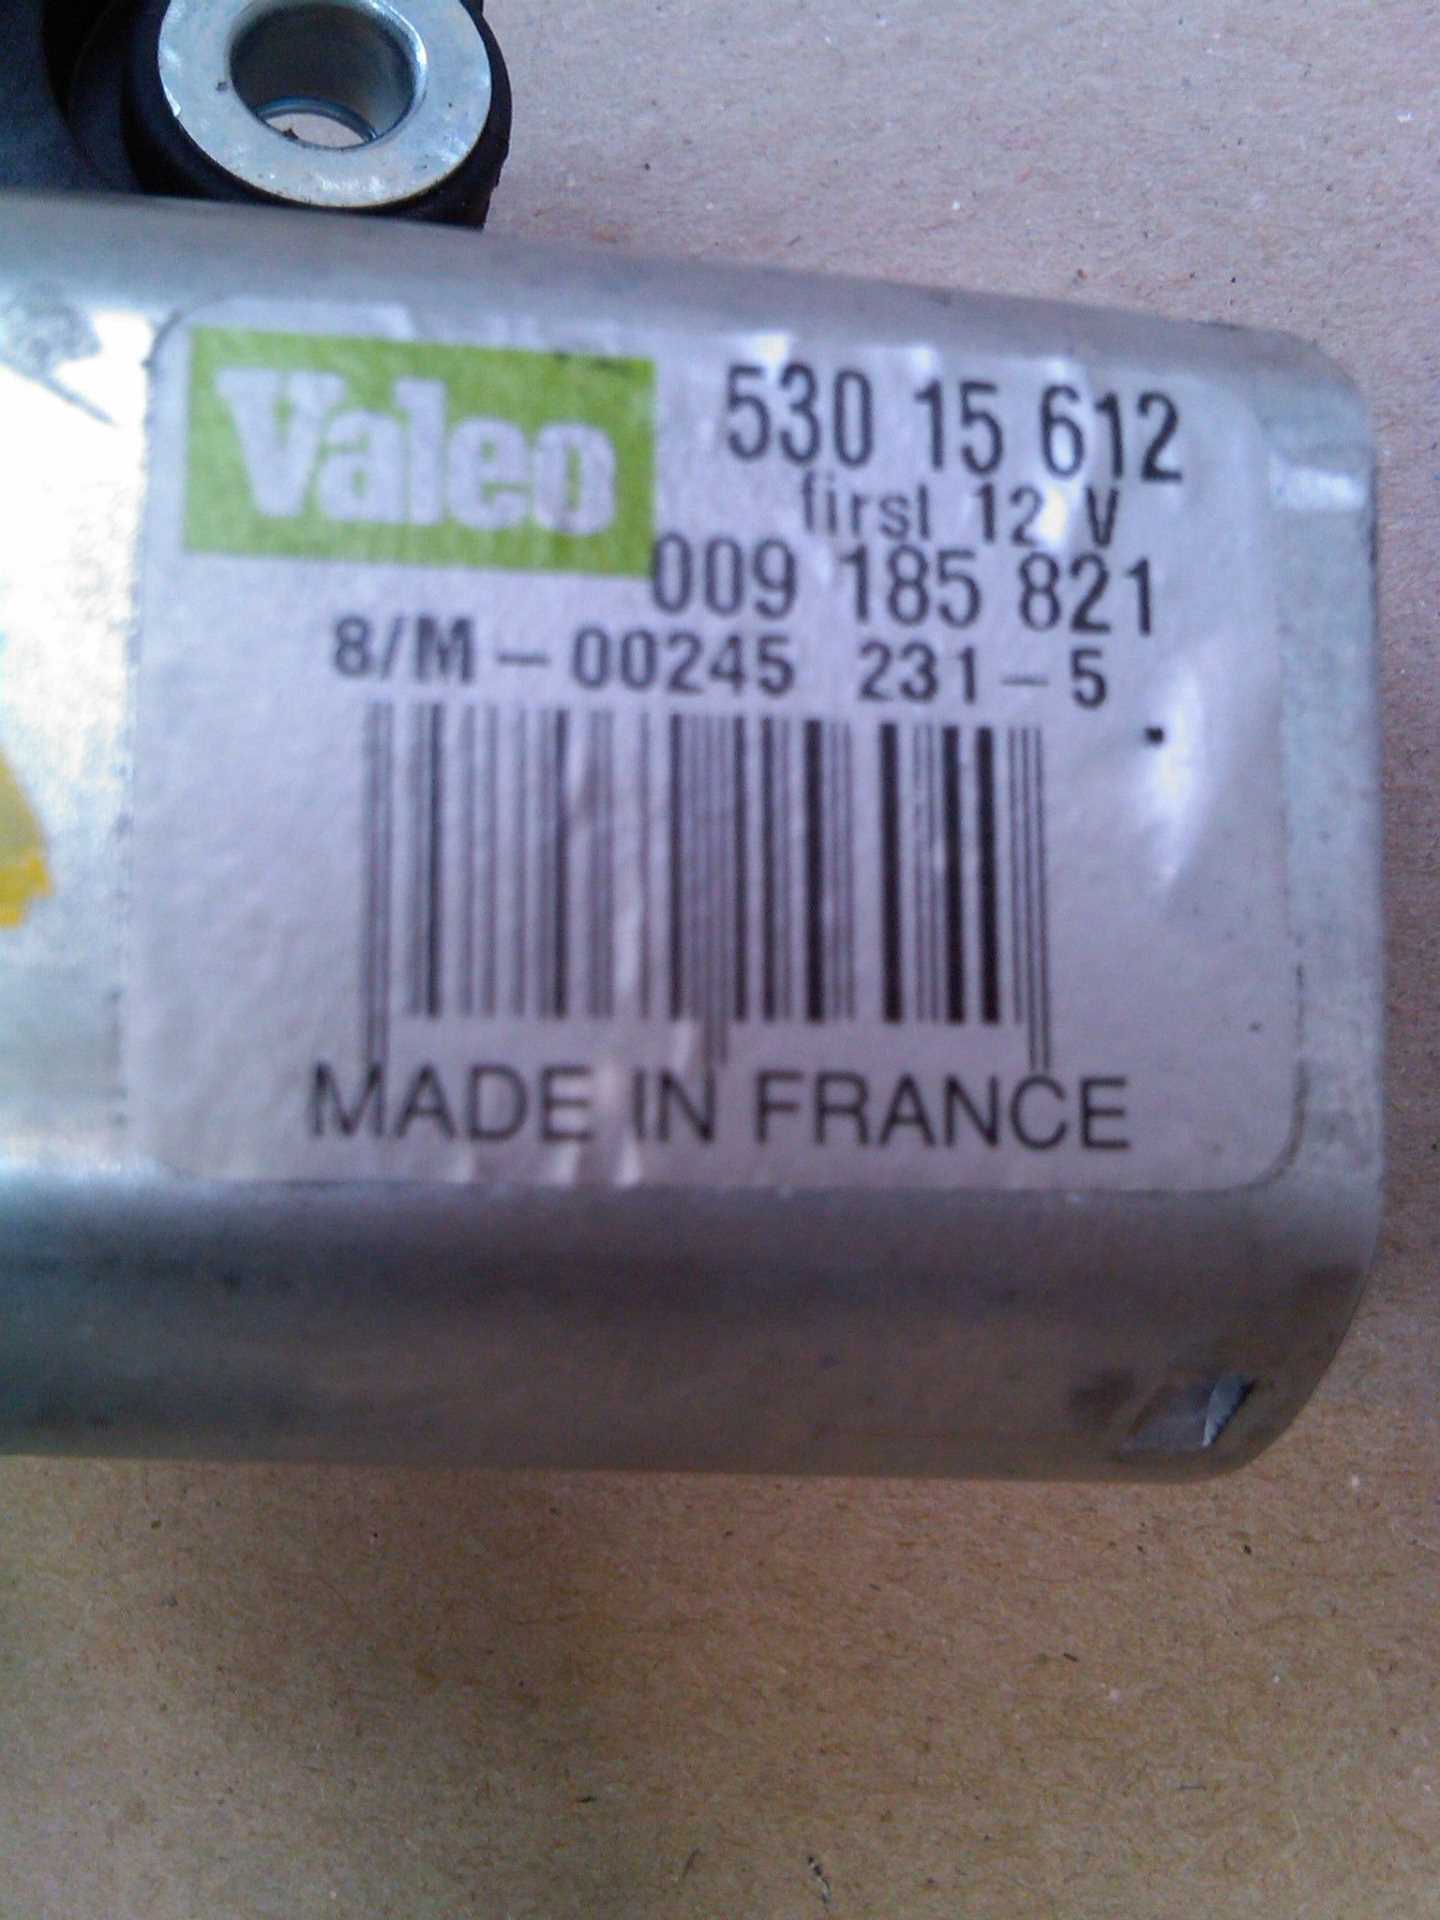 Valeo
530 15 612
first 12 V
009 185 821
8/M-00245 231-5
MADE IN FRANCE